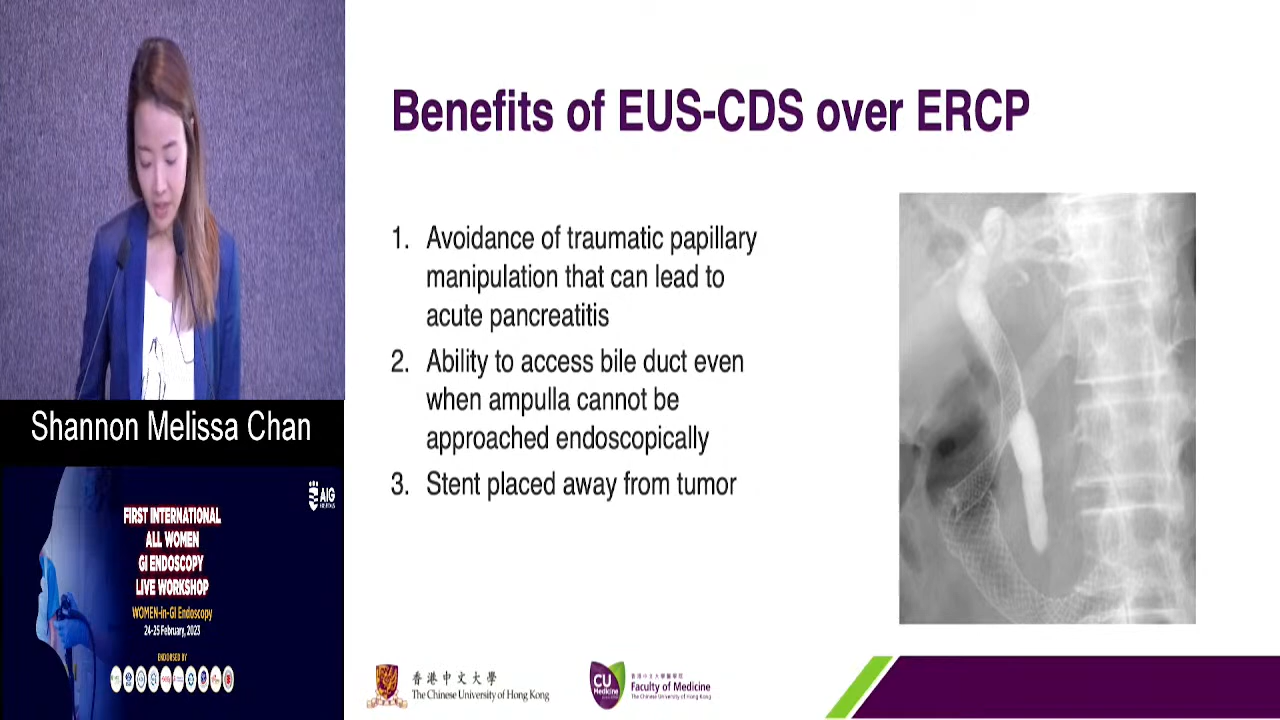 Benefits of EUS-CDS over ERCP
1. Avoidance of traumatic papillary
manipulation that can lead to
acute pancreatitis
2. Ability to access bile duct even
when ampulla cannot be
approached endoscopically
3. Stent placed away from tumor
Shannon Melissa Chan
AIG
HOSPITALS
FIRST INTERNATIONAL
ALL WOMEN
GI ENDOSCOPY
LIVE WORKSHOP
WOMEN-in-GI Endoscopy
24-25 February, 2023
ENDORSED BY
香港中文大學
The Chinese University of Hong Kong
CU
Medicine
香港中文大學醫學院
Faculty of Medicine
The Chinese University of Hong Kong